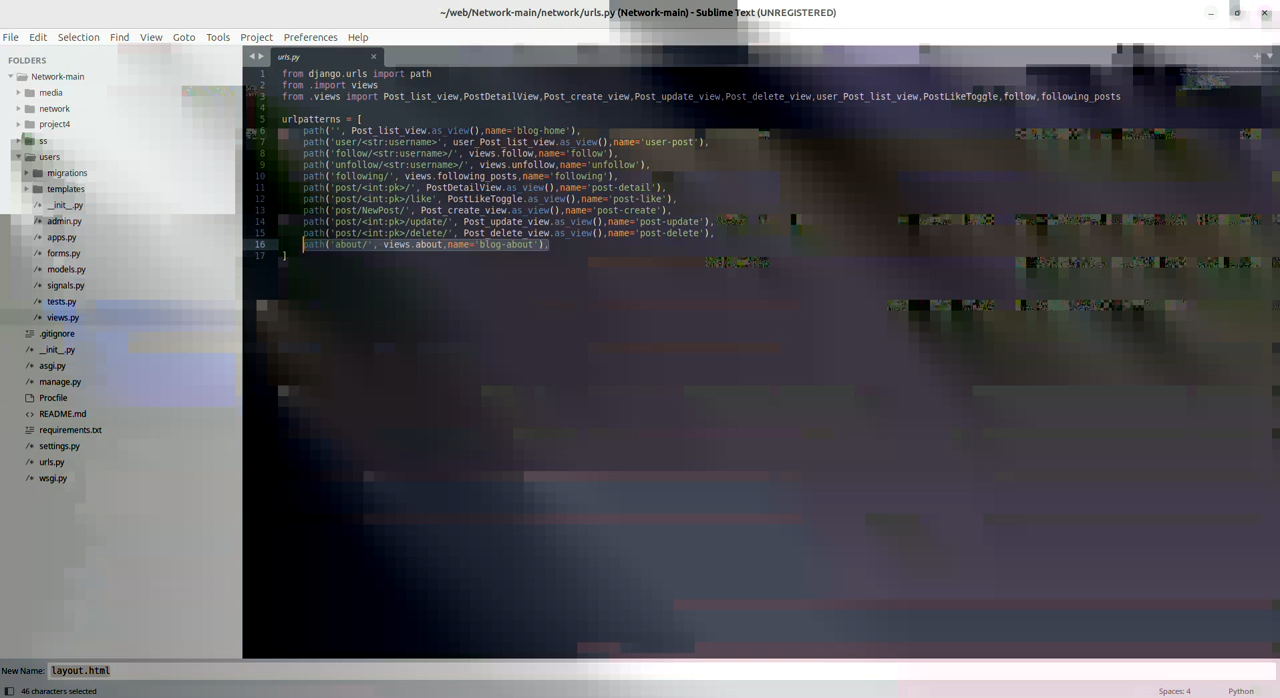 ~/web/Network-main/network/urls.py (Network-main) - Sublime Text (UNREGISTERED)
File Edit Selection Find View Goto Tools Project Preferences Help
FOLDERS
Network-main
media
network
project4
ss
users
migrations
templates
/* __init__.py
/* admin.py
/* apps.py
/* forms.py
/* models.py
/* signals.py
/* tests.py
/* views.py
.gitignore
/* __init__.py
/* asgi.py
/* manage.py
Procfile
<> README.md
requirements.txt
/* settings.py
/* urls.py
/* wsgi.py
urls.py
1 from django.urls import path
2 from .import views
3 from .views import Post_list_view,PostDetailView,Post_create_view,Post_update_view,Post_delete_view,user_Post_list_view,PostLikeToggle,follow,following_posts
4
5 urlpatterns = [
6 path('', Post_list_view.as_view(),name='blog-home'),
7 path('user/<str:username>', user_Post_list_view.as_view(),name='user-post'),
8 path('follow/<str:username>/', views.follow,name='follow'),
9 path('unfollow/<str:username>/', views.unfollow,name='unfollow'),
10 path('following/', views.following_posts,name='following'),
11 path('post/<int:pk>/', PostDetailView.as_view(),name='post-detail'),
12 path('post/<int:pk>/like', PostLikeToggle.as_view(),name='post-like'),
13 path('post/NewPost/', Post_create_view.as_view(),name='post-create'),
14 path('post/<int:pk>/update/', Post_update_view.as_view(),name='post-update'),
15 path('post/<int:pk>/delete/', Post_delete_view.as_view(),name='post-delete'),
16 path('about/', views.about,name='blog-about'),
17 ]
New Name: layout.html
46 characters selected
Spaces: 4 Python